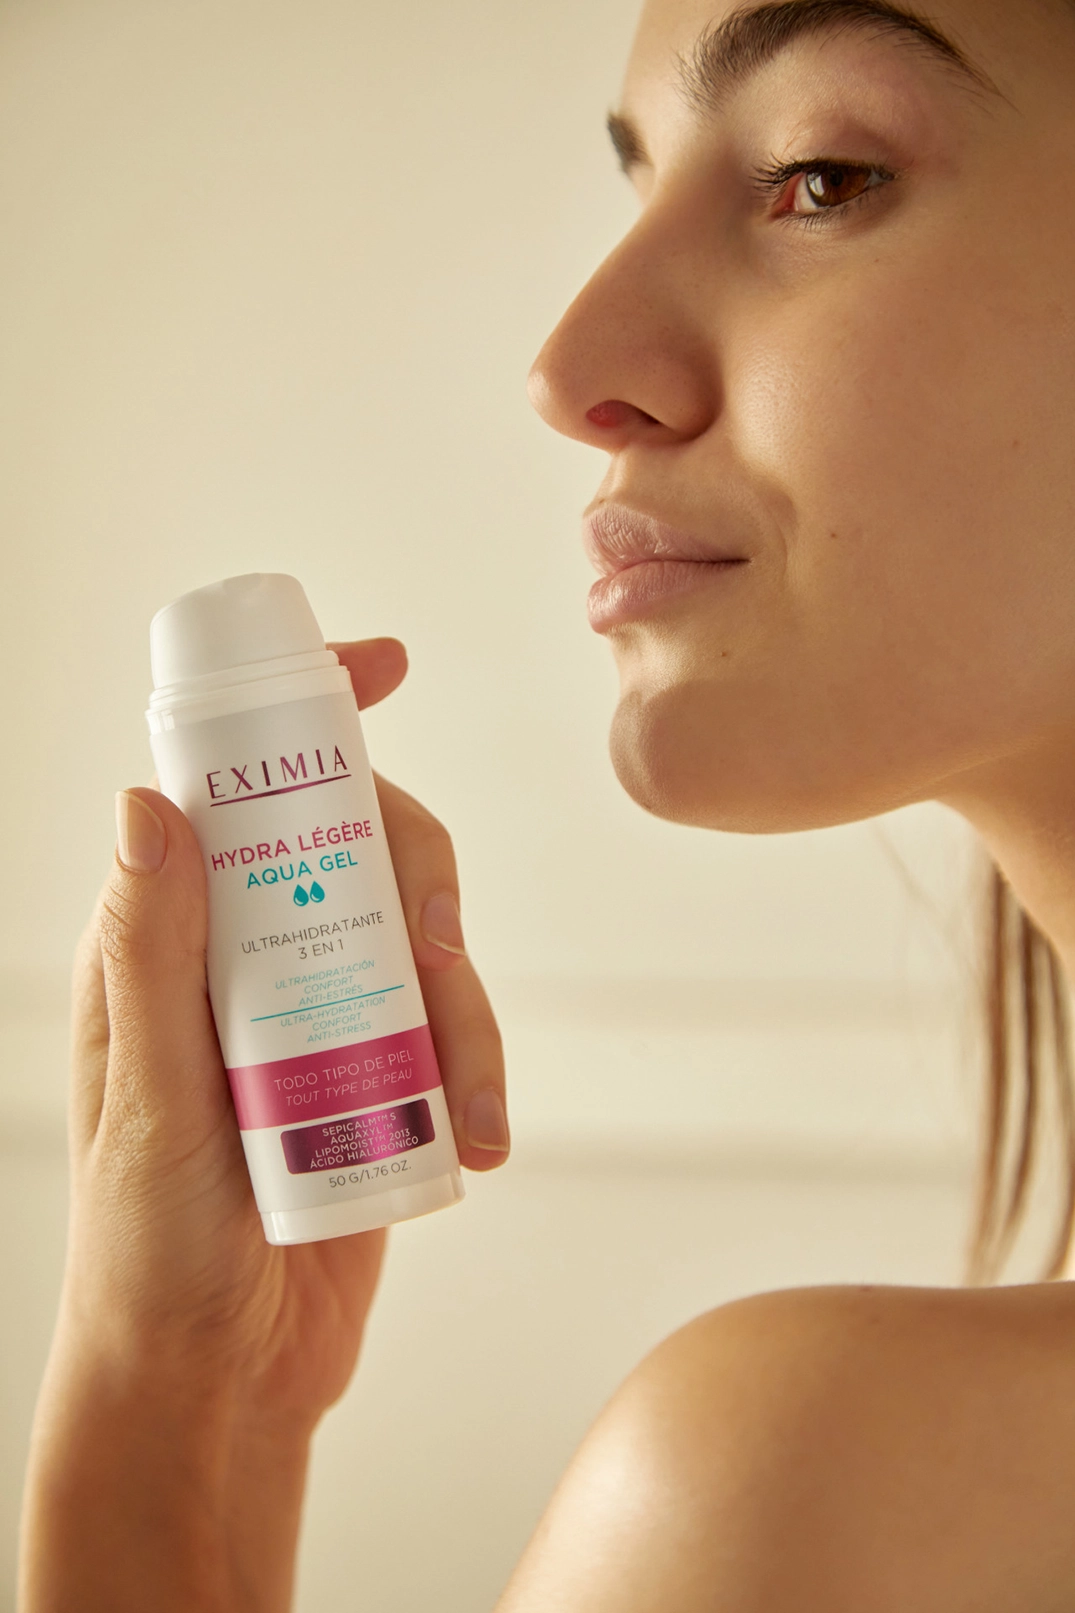 EXIMIA
HYDRA LÉGÈRE
AQUA GEL
ULTRAHIDRATANTE
3 EN 1
ULTRAHIDRATACIÓN
CONFORT
ANTI-ESTRÉS
ULTRA-HYDRATATION
CONFORT
ANTI-STRESS
TODO TIPO DE PIEL
TOUT TYPE DE PEAU
SEPICALM™ S
AQUAXYL™
LIPOMOIST™ 2013
ÁCIDO HIALURÓNICO
50 G/1.76 OZ.